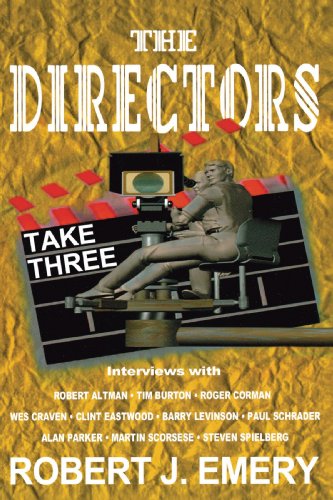 THE
DIRECTORS
TAKE
THREE
Interviews with
ROBERT ALTMAN • TIM BURTON • ROGER CORMAN
WES CRAVEN • CLINT EASTWOOD • BARRY LEVINSON • PAUL SCHRADER
ALAN PARKER • MARTIN SCORSESE • STEVEN SPIELBERG
ROBERT J. EMERY